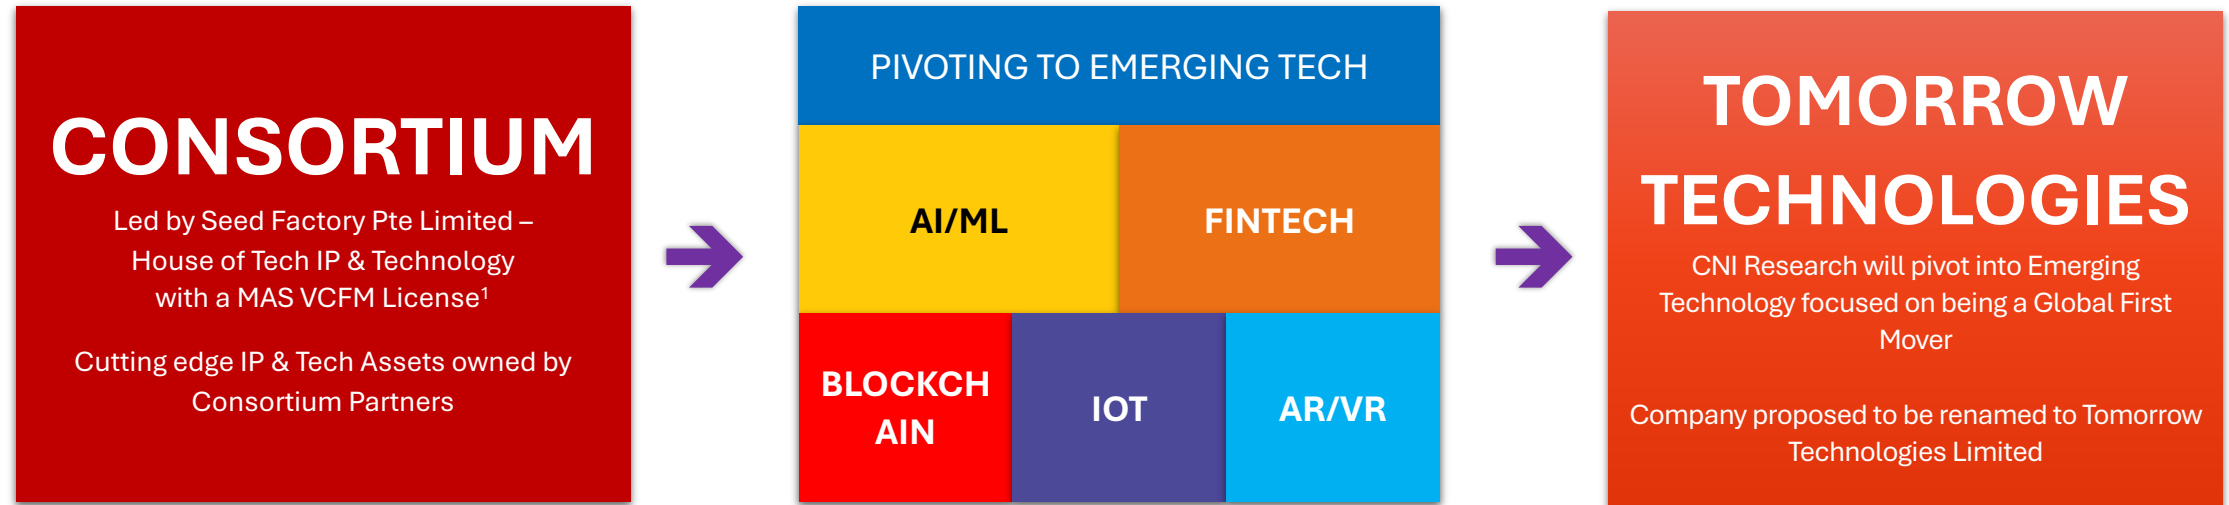 CONSORTIUM
Led by Seed Factory Pte Limited –
House of Tech IP & Technology
with a MAS VCFM License¹
Cutting edge IP & Tech Assets owned by
Consortium Partners
PIVOTING TO EMERGING TECH
AI/ML
FINTECH
BLOCKCH
AIN
IOT
AR/VR
TOMORROW
TECHNOLOGIES
CNI Research will pivot into Emerging
Technology focused on being a Global First
Mover
Company proposed to be renamed to Tomorrow
Technologies Limited